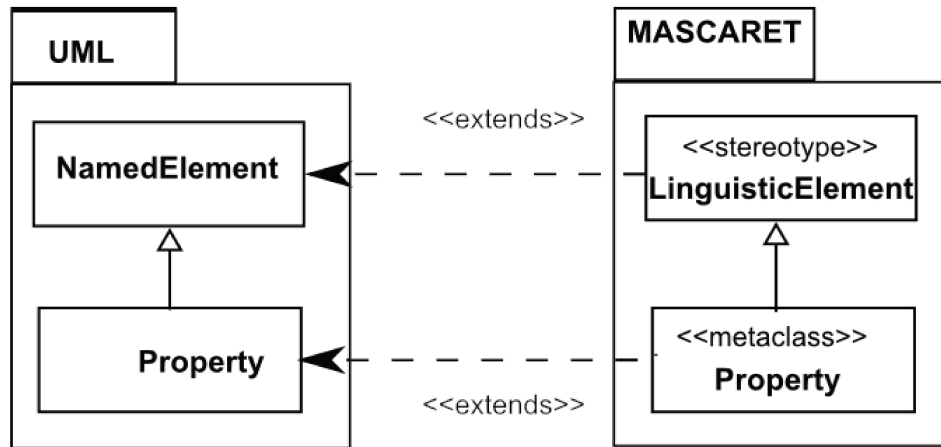 UML
MASCARET
<<extends>>
NamedElement
<<stereotype>>
LinguisticElement
Property
<<metaclass>>
Property
<<extends>>